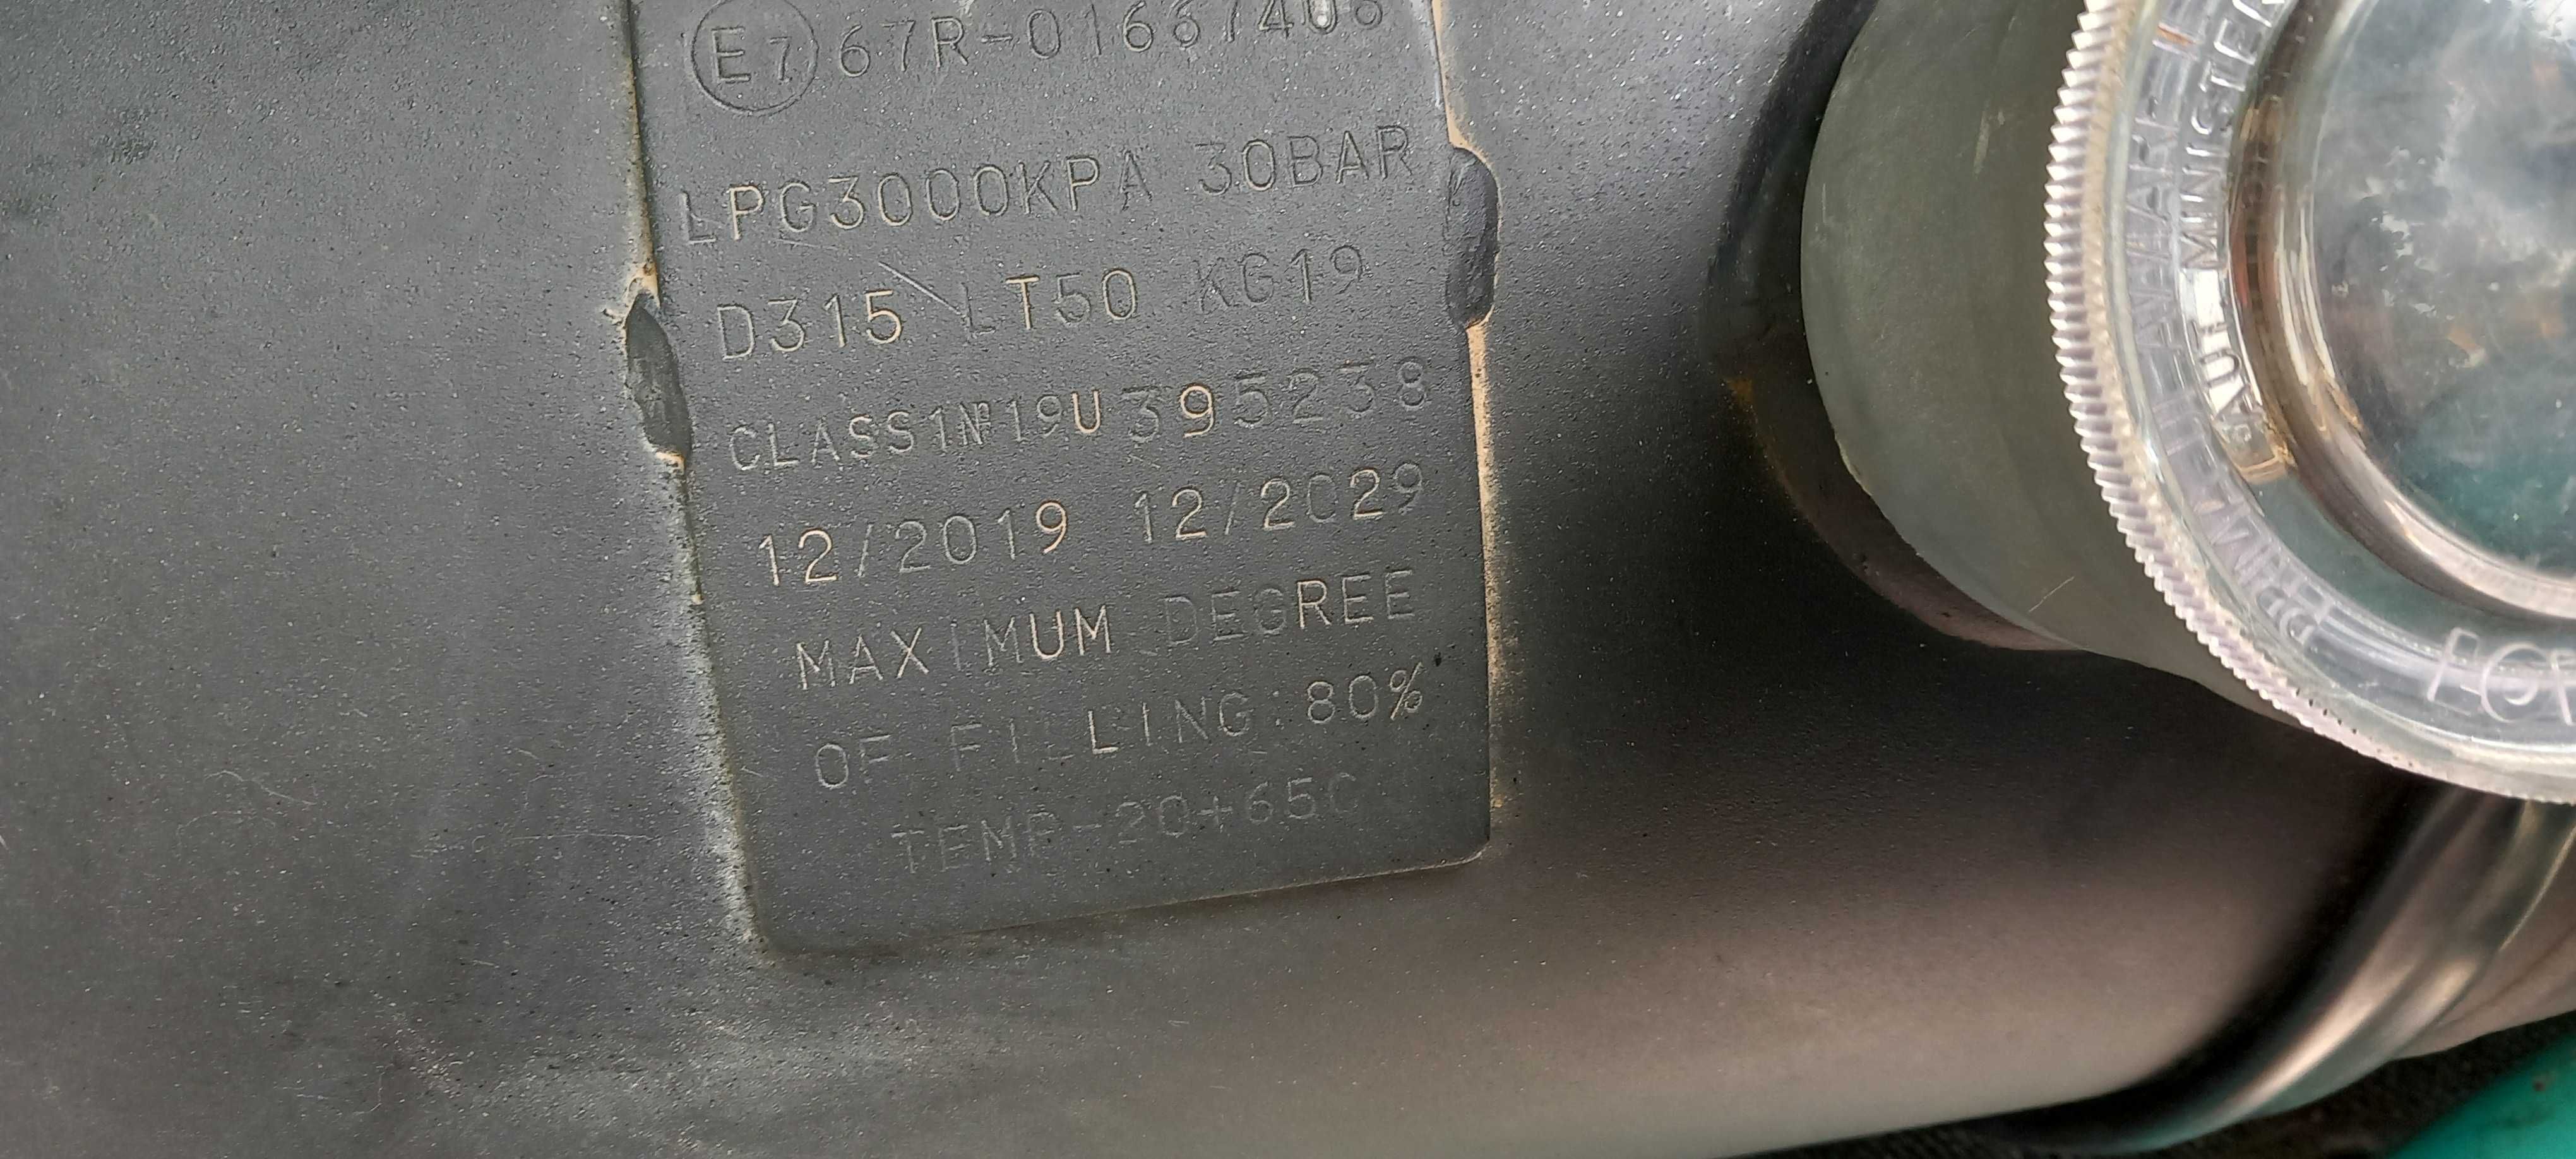 E7 67R-01637408
LPG3000KPA 30BAR
D315 LT50 KG19
CLASS1№19U395238
12/2019 12/2029
MAXIMUM DEGREE
OF FILLING:80%
TEMP-20+65C